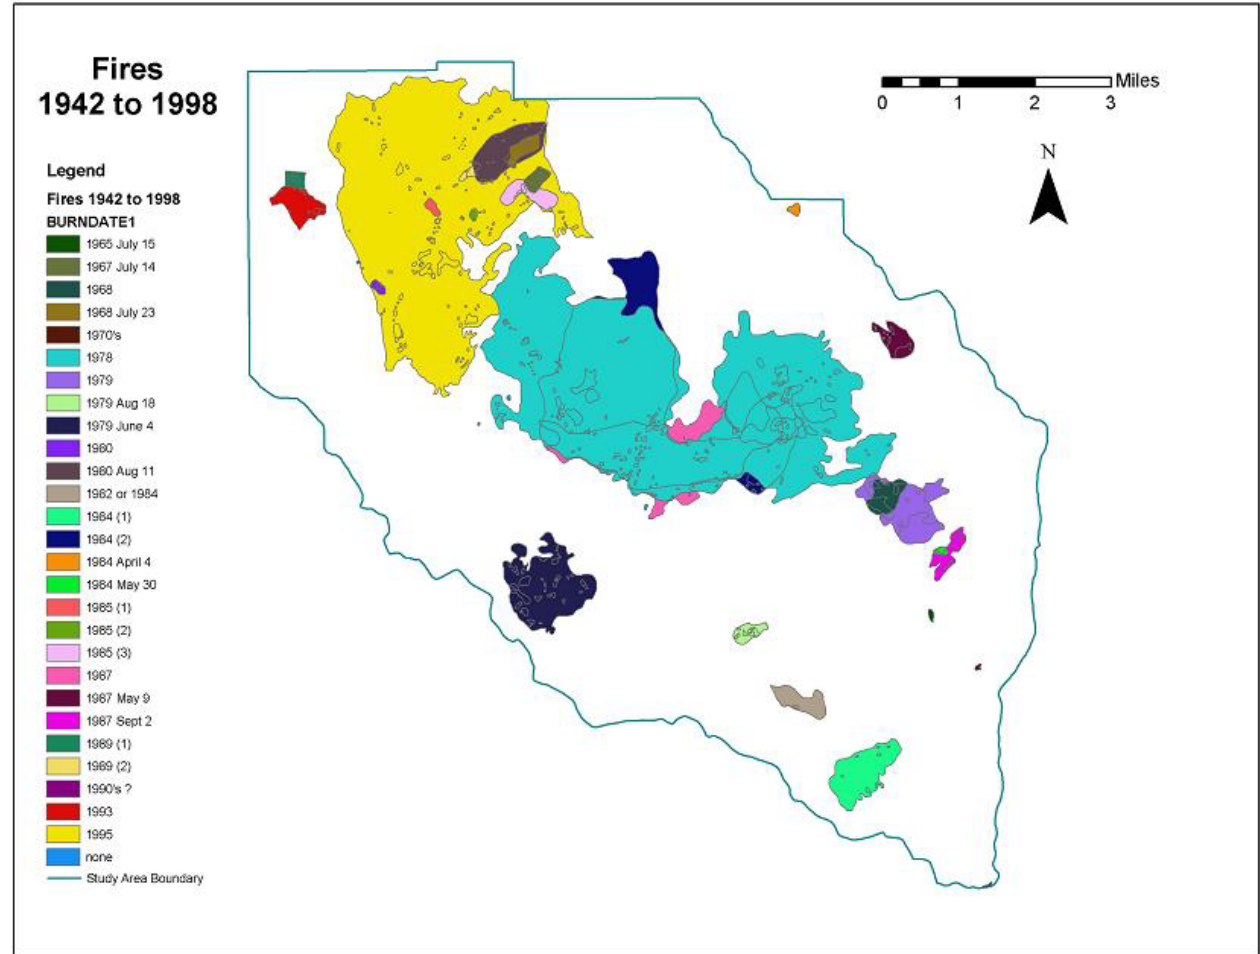 Fires
1942 to 1998
Legend
Fires 1942 to 1998
BURNDATE1
1965 July 15
1967 July 14
1968
1968 July 23
1970's
1978
1979
1979 Aug 18
1979 June 4
1980
1980 Aug 11
1982 or 1984
1984 (1)
1984 (2)
1984 April 4
1984 May 30
1985 (1)
1985 (2)
1985 (3)
1987
1987 May 9
1987 Sept 2
1989 (1)
1989 (2)
1990's ?
1993
1995
none
Study Area Boundary
Miles
0 1 2 3
N